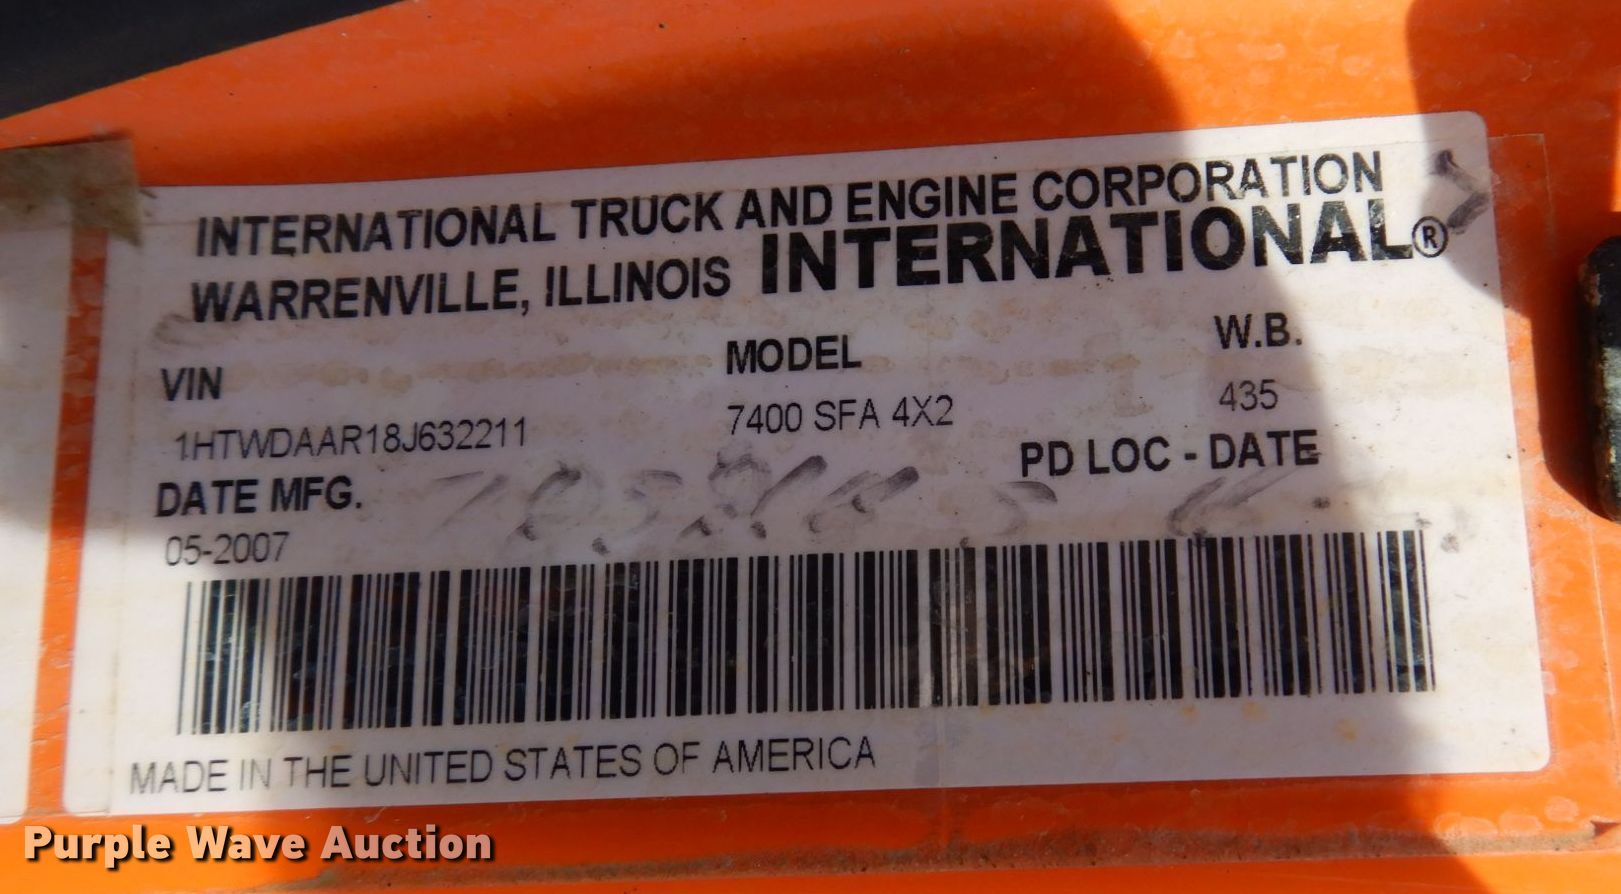 INTERNATIONAL TRUCK AND ENGINE CORPORATION
WARRENVILLE, ILLINOIS INTERNATIONAL®
VIN MODEL W.B.
1HTWDAAR18J632211 7400 SFA 4X2 435
DATE MFG. PD LOC - DATE
05-2007
MADE IN THE UNITED STATES OF AMERICA
Purple Wave Auction